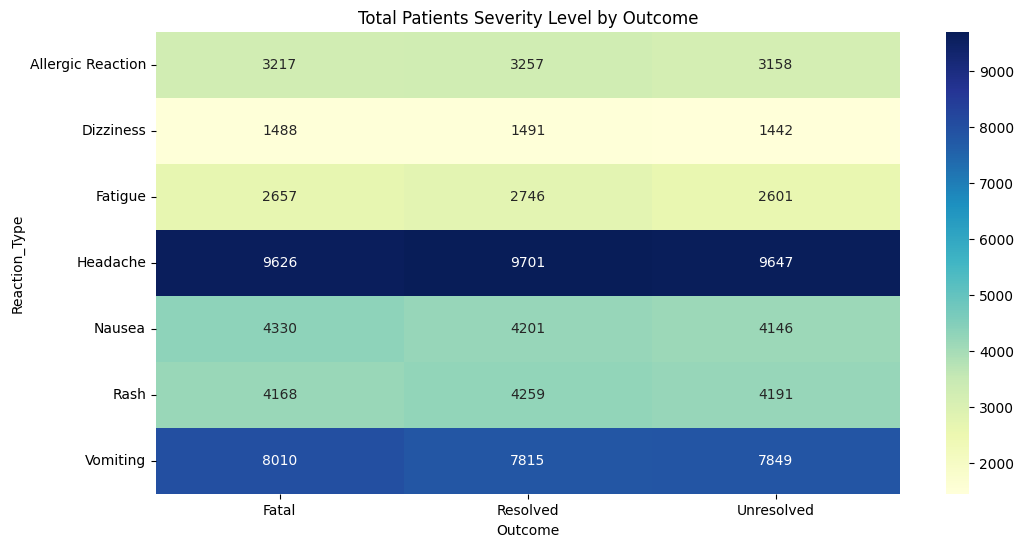 Total Patients Severity Level by Outcome
Reaction_Type
Allergic Reaction 3217 3257 3158
Dizziness 1488 1491 1442
Fatigue 2657 2746 2601
Headache 9626 9701 9647
Nausea 4330 4201 4146
Rash 4168 4259 4191
Vomiting 8010 7815 7849
Fatal Resolved Unresolved
Outcome
9000
8000
7000
6000
5000
4000
3000
2000